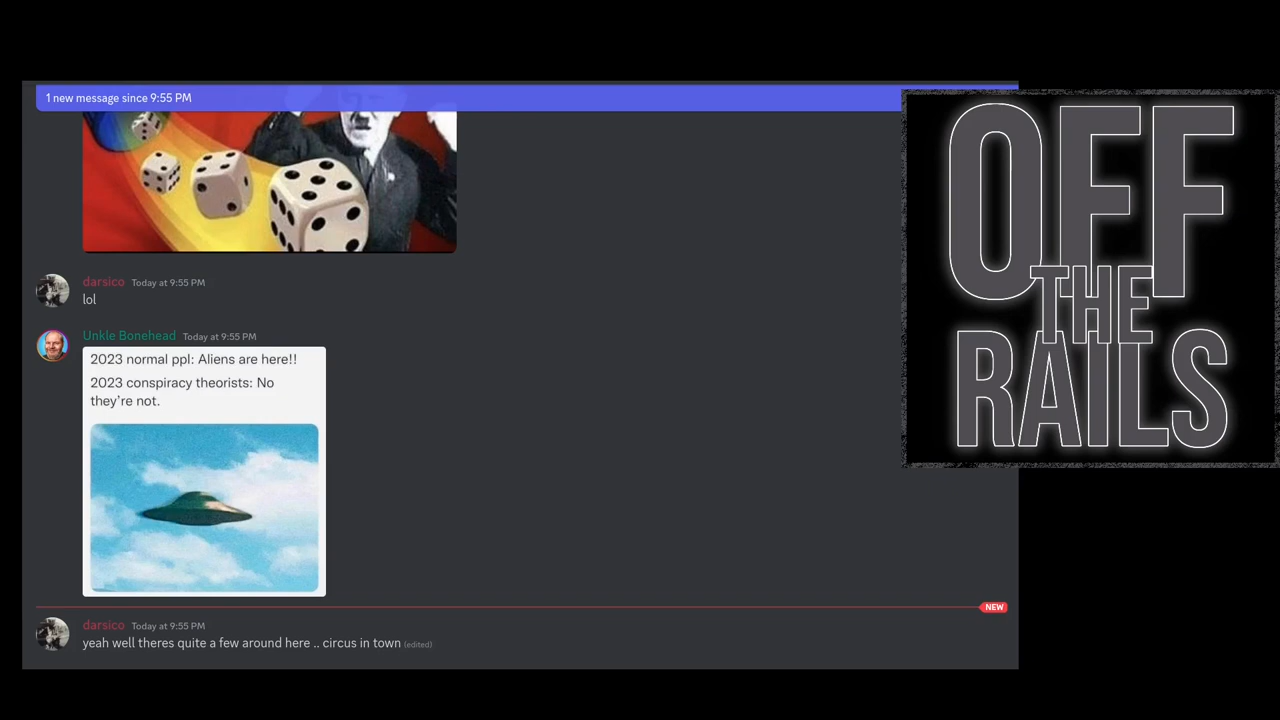 1 new message since 9:55 PM
darsico Today at 9:55 PM
lol
Unkle Bonehead Today at 9:55 PM
2023 normal ppl: Aliens are here!!
2023 conspiracy theorists: No
they're not.
NEW
darsico Today at 9:55 PM
yeah well theres quite a few around here .. circus in town (edited)
OFF
THE
RAILS